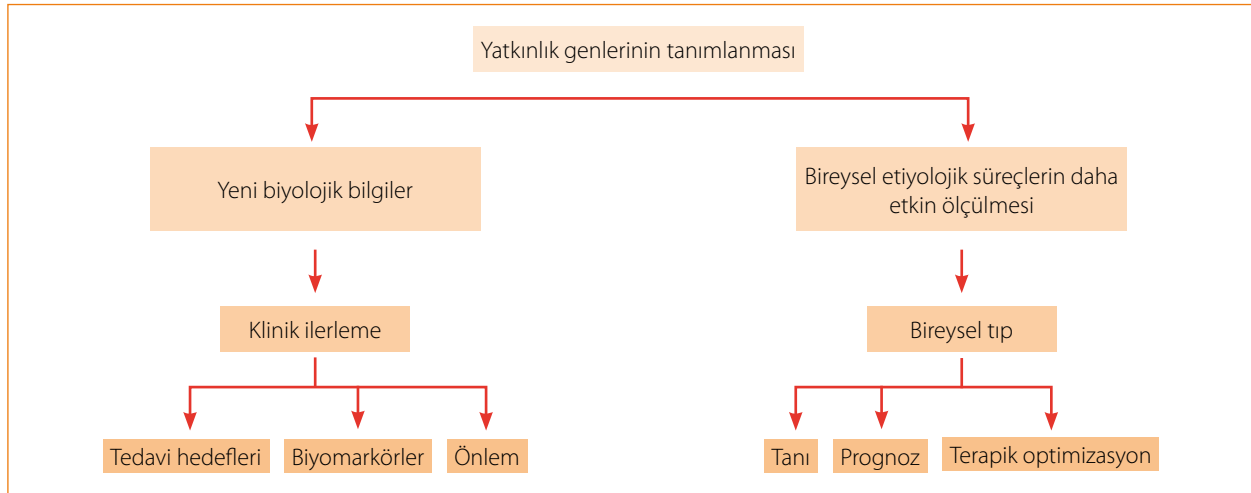 Yatkınlık genlerinin tanımlanması
Yeni biyolojik bilgiler
Bireysel etiyolojik süreçlerin daha
etkin ölçülmesi
Klinik ilerleme
Bireysel tıp
Tedavi hedefleri
Biyomarkörler
Önlem
Tanı
Prognoz
Terapik optimizasyon